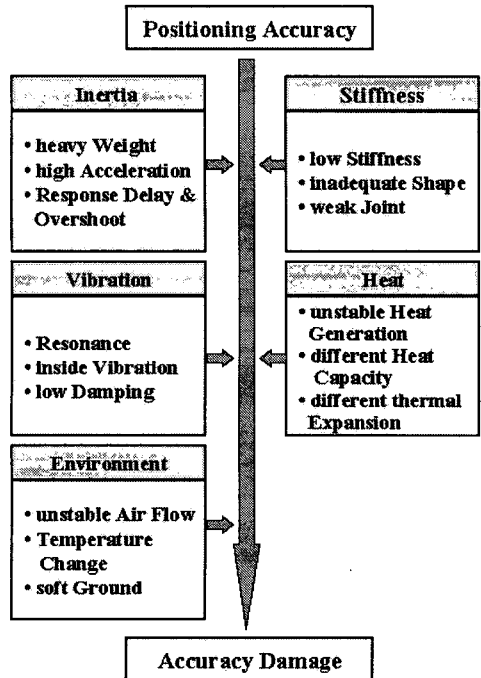 Positioning Accuracy
Inertia
• heavy Weight
• high Acceleration
• Response Delay &
Overshoot
Stiffness
• low Stiffness
• inadequate Shape
• weak Joint
Vibration
• Resonance
• inside Vibration
• low Damping
Heat
• unstable Heat
Generation
• different Heat
Capacity
• different thermal
Expansion
Environment
• unstable Air Flow
• Temperature
Change
• soft Ground
Accuracy Damage